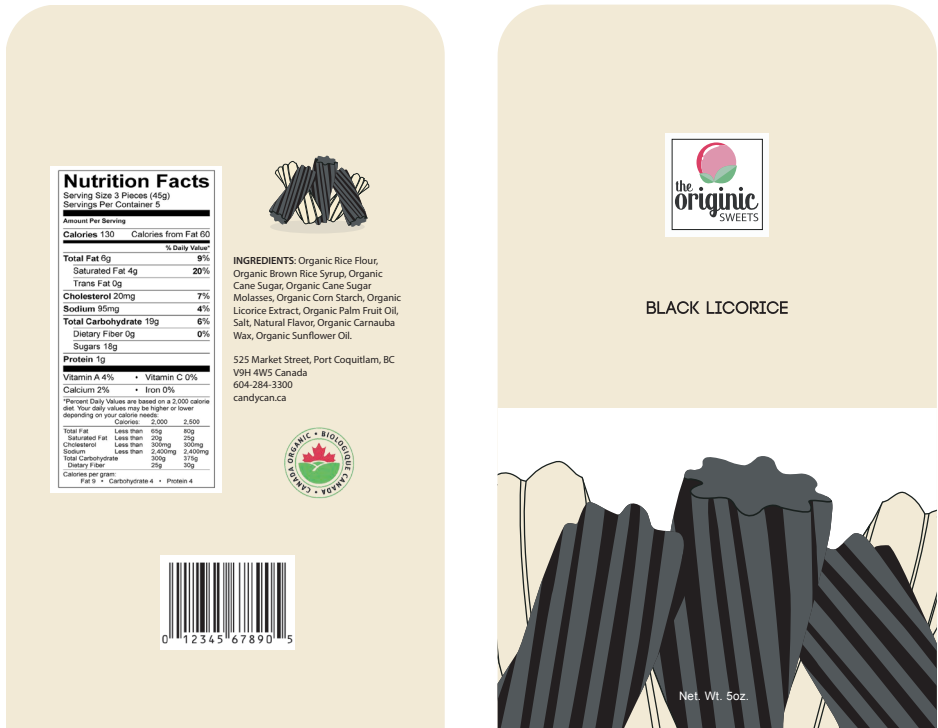 Nutrition Facts
Serving Size 3 Pieces (45g)
Servings Per Container 5
Amount Per Serving
Calories 130 Calories from Fat 60
% Daily Value*
Total Fat 6g 9%
Saturated Fat 4g 20%
Trans Fat 0g
Cholesterol 20mg 7%
Sodium 95mg 4%
Total Carbohydrate 19g 6%
Dietary Fiber 0g 0%
Sugars 18g
Protein 1g
Vitamin A 4% • Vitamin C 0%
Calcium 2% • Iron 0%
*Percent Daily Values are based on a 2,000 calorie
diet. Your daily values may be higher or lower
depending on your calorie needs:
Calories: 2,000 2,500
Total Fat Less than 65g 80g
Saturated Fat Less than 20g 25g
Cholesterol Less than 300mg 300mg
Sodium Less than 2,400mg 2,400mg
Total Carbohydrate 300g 375g
Dietary Fiber 25g 30g
Calories per gram:
Fat 9 • Carbohydrate 4 • Protein 4
INGREDIENTS: Organic Rice Flour,
Organic Brown Rice Syrup, Organic
Cane Sugar, Organic Cane Sugar
Molasses, Organic Corn Starch, Organic
Licorice Extract, Organic Palm Fruit Oil,
Salt, Natural Flavor, Organic Carnauba
Wax, Organic Sunflower Oil.
525 Market Street, Port Coquitlam, BC
V9H 4W5 Canada
604-284-3300
candycan.ca
CANADA ORGANIC • BIOLOGIQUE CANADA •
0 12345 67890 5
the
originic
SWEETS
BLACK LICORICE
Net. Wt. 5oz.